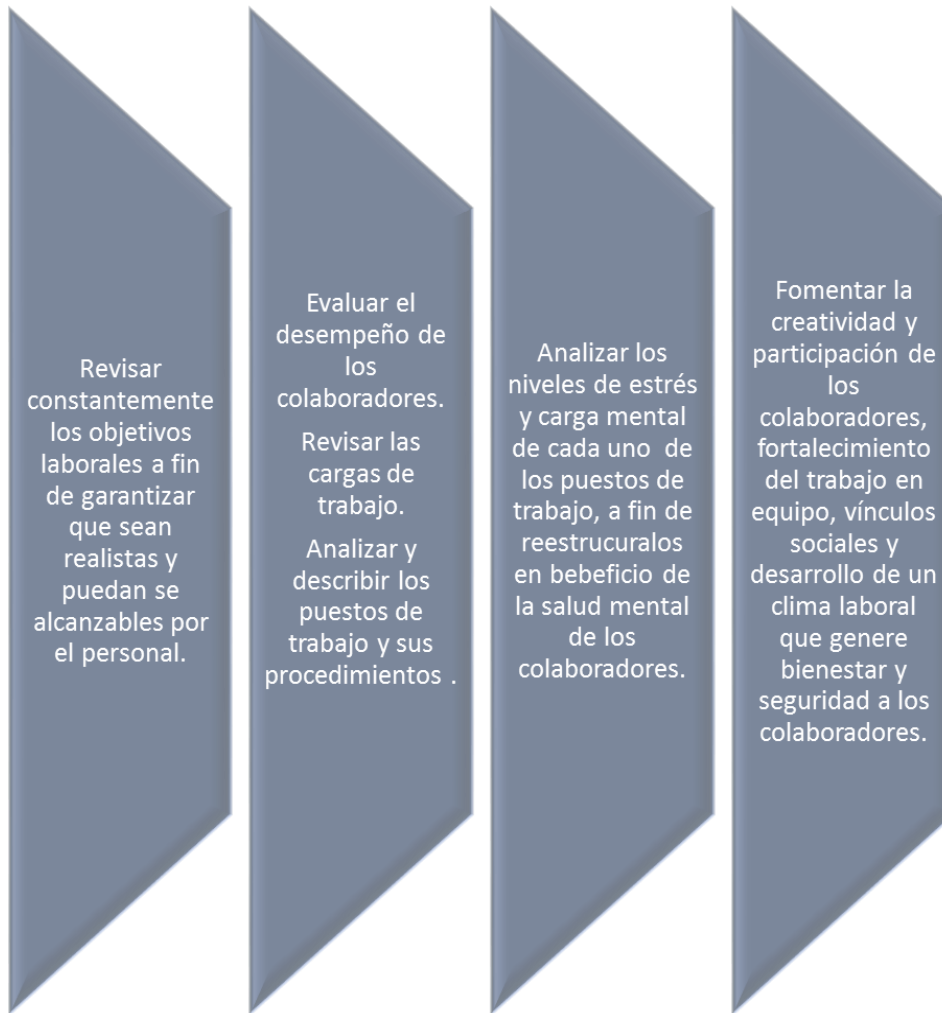 Revisar
constantemente
los objetivos
laborales a fin
de garantizar
que sean
realistas y
puedan se
alcanzables por
el personal.
Evaluar el
desempeño de
los
colaboradores.
Revisar las
cargas de
trabajo.
Analizar y
describir los
puestos de
trabajo y sus
procedimientos .
Analizar los
niveles de estrés
y carga mental
de cada uno de
los puestos de
trabajo, a fin de
reestrucuralos
en bebeficio de
la salud mental
de los
colaboradores.
Fomentar la
creatividad y
participación de
los
colaboradores,
fortalecimiento
del trabajo en
equipo, vínculos
sociales y
desarrollo de un
clima laboral
que genere
bienestar y
seguridad a los
colaboradores.